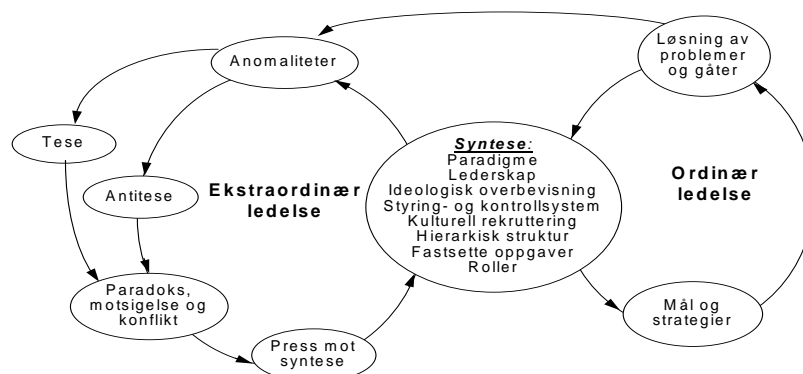 Anomaliteter
Løsning av
problemer
og gåter
Tese
Antitese
Ekstraordinær
ledelse
Syntese:
Paradigme
Lederskap
Ideologisk overbevisning
Styring- og kontrollsystem
Kulturell rekruttering
Hierarkisk struktur
Fastsette oppgaver
Roller
Ordinær
ledelse
Paradoks,
motsigelse og
konflikt
Press mot
syntese
Mål og
strategier